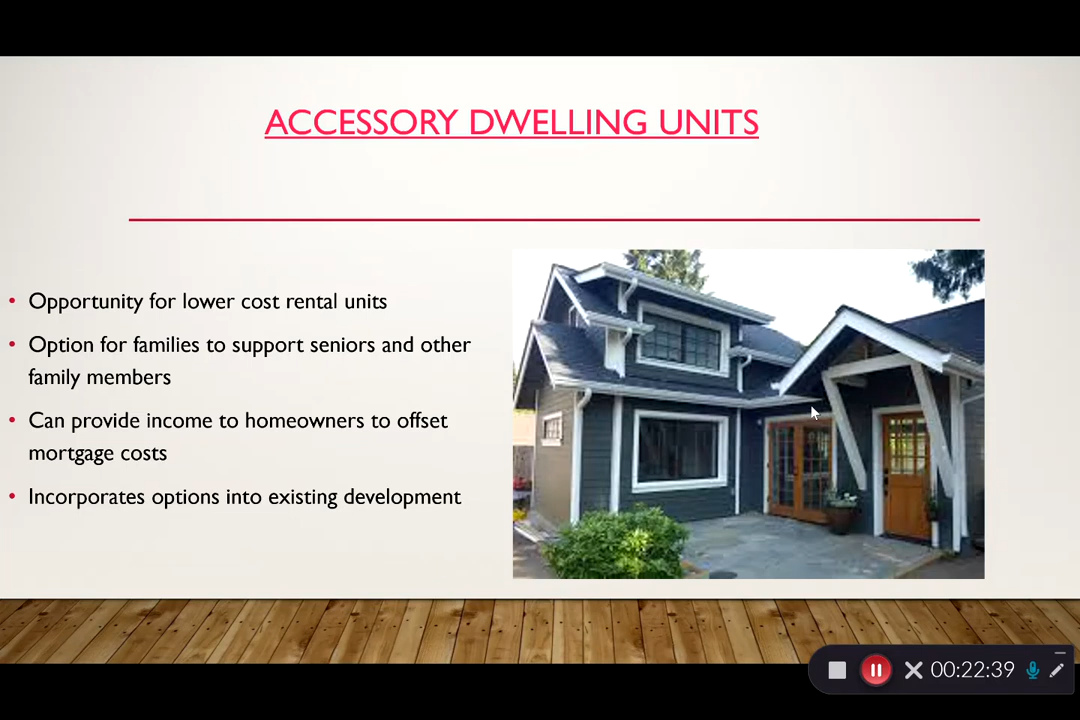 ACCESSORY DWELLING UNITS
• Opportunity for lower cost rental units
• Option for families to support seniors and other
family members
• Can provide income to homeowners to offset
mortgage costs
• Incorporates options into existing development
00:22:39